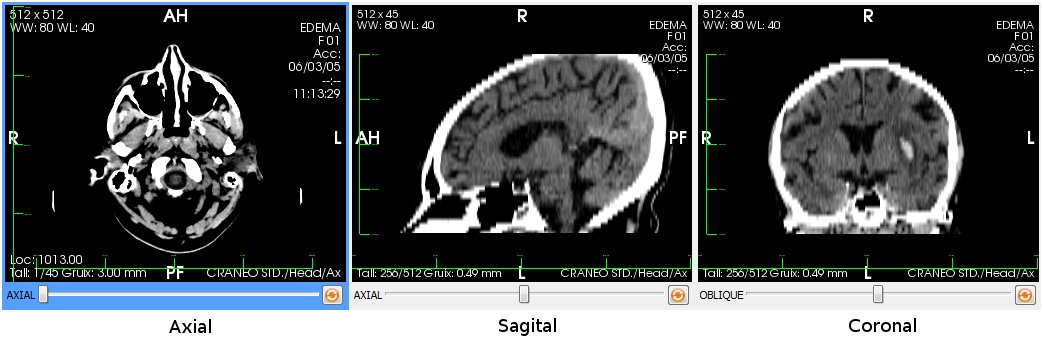 512 x 512
WW: 80 WL: 40
AH
EDEMA
F 01
Acc:
06/03/05
--:--
11:13:29
R
L
Loc:1013.00
Tall: 1/45 Gruix: 3.00 mm
PF
CRANEO STD./Head/Ax
AXIAL
Axial
512 x 45
WW: 80 WL: 40
R
EDEMA
F 01
Acc:
06/03/05
--:--
AH
PF
Tall: 256/512 Gruix: 0.49 mm
L
CRANEO STD./Head/Ax
AXIAL
Sagital
512 x 45
WW: 80 WL: 40
R
EDEMA
F 01
Acc:
06/03/05
--:--
R
L
Tall: 256/512 Gruix: 0.49 mm
L
CRANEO STD./Head/Ax
OBLIQUE
Coronal